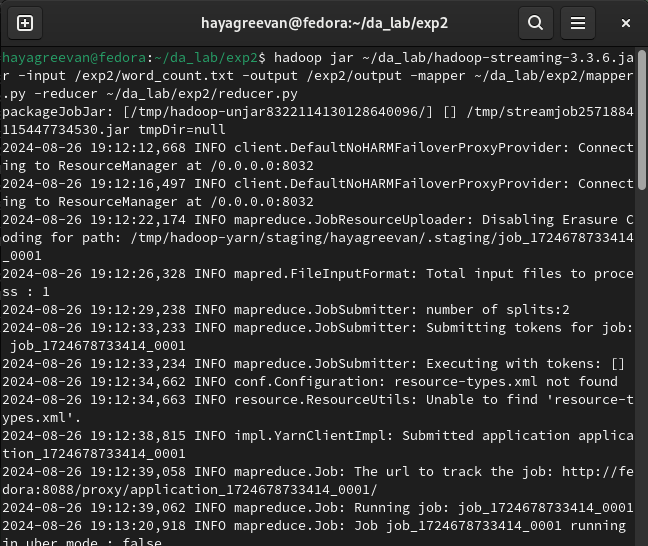 hayagreevan@fedora:~/da_lab/exp2
hayagreevan@fedora:~/da_lab/exp2$ hadoop jar ~/da_lab/hadoop-streaming-3.3.6.ja
r -input /exp2/word_count.txt -output /exp2/output -mapper ~/da_lab/exp2/mapper
.py -reducer ~/da_lab/exp2/reducer.py
packageJobJar: [/tmp/hadoop-unjar8322114130128640096/] [] /tmp/streamjob2571884
115447734530.jar tmpDir=null
2024-08-26 19:12:12,668 INFO client.DefaultNoHARMFailoverProxyProvider: Connect
ing to ResourceManager at /0.0.0.0:8032
2024-08-26 19:12:16,497 INFO client.DefaultNoHARMFailoverProxyProvider: Connect
ing to ResourceManager at /0.0.0.0:8032
2024-08-26 19:12:22,174 INFO mapreduce.JobResourceUploader: Disabling Erasure C
oding for path: /tmp/hadoop-yarn/staging/hayagreevan/.staging/job_1724678733414
_0001
2024-08-26 19:12:26,328 INFO mapred.FileInputFormat: Total input files to proce
ss : 1
2024-08-26 19:12:29,238 INFO mapreduce.JobSubmitter: number of splits:2
2024-08-26 19:12:33,233 INFO mapreduce.JobSubmitter: Submitting tokens for job:
 job_1724678733414_0001
2024-08-26 19:12:33,234 INFO mapreduce.JobSubmitter: Executing with tokens: []
2024-08-26 19:12:34,662 INFO conf.Configuration: resource-types.xml not found
2024-08-26 19:12:34,663 INFO resource.ResourceUtils: Unable to find 'resource-t
ypes.xml'.
2024-08-26 19:12:38,815 INFO impl.YarnClientImpl: Submitted application applica
tion_1724678733414_0001
2024-08-26 19:12:39,058 INFO mapreduce.Job: The url to track the job: http://fe
dora:8088/proxy/application_1724678733414_0001/
2024-08-26 19:12:39,062 INFO mapreduce.Job: Running job: job_1724678733414_0001
2024-08-26 19:13:20,918 INFO mapreduce.Job: Job job_1724678733414_0001 running
in uber mode : false